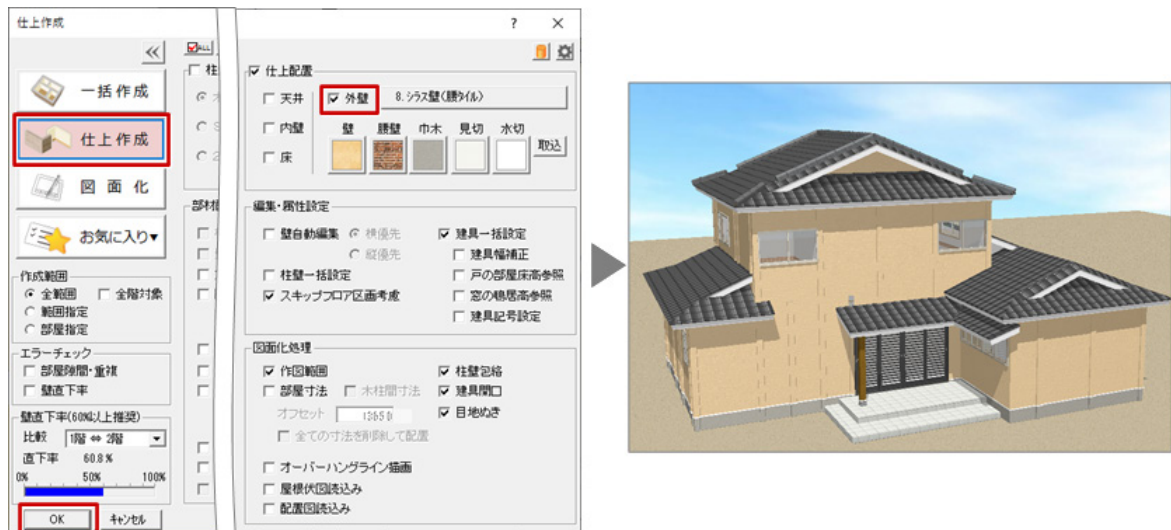 仕上作成
? ×
一括作成
仕上作成
図面化
お気に入り▾
作成範囲
全範囲 全階対象
範囲指定
部屋指定
エラーチェック
部屋隙間・重複
壁直下率
壁直下率(60%以上推奨)
比較 1階 ⇔ 2階
直下率 60.8 %
0% 50% 100%
OK キャンセル
ALL
柱
部材
仕上配置
天井 外壁 8.シラス壁(腰タイル)
内壁 壁 腰壁 巾木 見切 水切
床 取込
編集・属性設定
壁自動編集 横優先 建具一括設定
縦優先 建具幅補正
柱壁一括設定 戸の部屋床高参照
スキップフロア区画考慮 窓の鴨居高参照
建具記号設定
図面化処理
作図範囲 柱壁包絡
部屋寸法 木柱間寸法 建具開口
オフセット 目地ぬき
全ての寸法を削除して配置
オーバーハングライン描画
屋根伏図読込み
配置図読込み